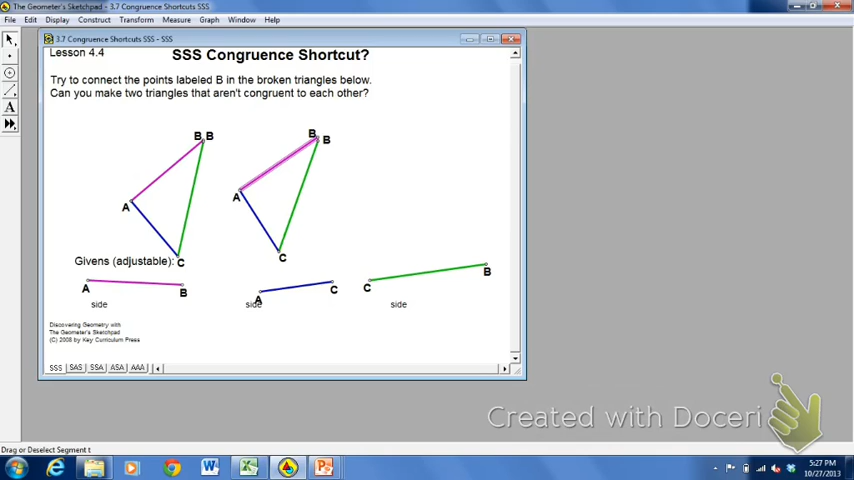 The Geometer's Sketchpad - 3.7 Congruence Shortcuts SSS
File Edit Display Construct Transform Measure Graph Window Help
3.7 Congruence Shortcuts SSS - SSS
Lesson 4.4
SSS Congruence Shortcut?
Try to connect the points labeled B in the broken triangles below.
Can you make two triangles that aren't congruent to each other?
B B
B
B
A
A
C
C
Givens (adjustable):
A
B
side
A
C
side
C
B
side
Discovering Geometry with
The Geometer's Sketchpad
(C) 2008 by Key Curriculum Press
SSS SAS SSA ASA AAA
Created with Doceri
Drag or Deselect Segment t
5:27 PM
10/27/2013